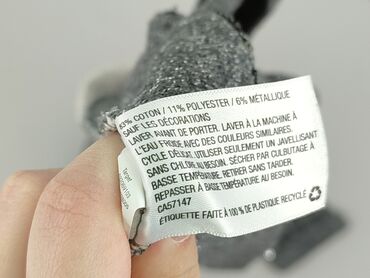 83% COTON / 11% POLYESTER / 6% MÉTALLIQUE
SAUF LES DÉCORATIONS
LAVER AVANT DE PORTER. LAVER À LA MACHINE À
L'EAU FROIDE AVEC DES COULEURS SIMILAIRES.
CYCLE DÉLICAT. UTILISER SEULEMENT UN JAVELLISANT
SANS CHLORE AU BESOIN. SÉCHER PAR CULBUTAGE À
BASSE TEMPÉRATURE. RETIRER SANS TARDER.
REPASSER À BASSE TEMPÉRATURE AU BESOIN.
CA57147
ÉTIQUETTE FAITE À 100 % DE PLASTIQUE RECYCLÉ
Target